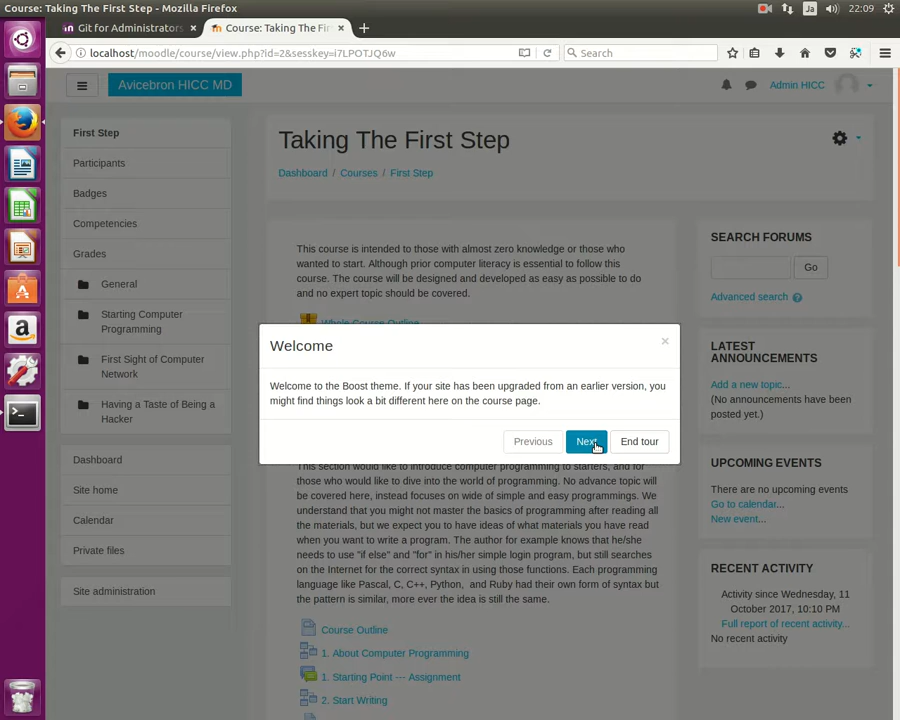 Course: Taking The First Step - Mozilla Firefox
Ja
22:09
Git for Administrators
Course: Taking The Fir
localhost/moodle/course/view.php?id=2&sesskey=i7LPOTJQ6w
Search
Avicebron HICC MD
Admin HICC
First Step
Participants
Badges
Competencies
Grades
General
Starting Computer
Programming
First Sight of Computer
Network
Having a Taste of Being a
Hacker
Dashboard
Site home
Calendar
Private files
Site administration
Taking The First Step
Dashboard / Courses / First Step
This course is intended to those with almost zero knowledge or those who
wanted to start. Although prior computer literacy is essential to follow this
course. The course will be designed and developed as easy as possible to do
and no expert topic should be covered.
Whole Course Outline
Welcome
×
Welcome to the Boost theme. If your site has been upgraded from an earlier version, you
might find things look a bit different here on the course page.
Previous
Next
End tour
This section would like to introduce computer programming to starters, and for
those who would like to dive into the world of programming. No advance topic will
be covered here, instead focuses on wide of simple and easy programmings. We
understand that you might not master the basics of programming after reading all
the materials, but we expect you to have ideas of what materials you have read
when you want to write a program. The author for example knows that he/she
needs to use "if else" and "for" in his/her simple login program, but still searches
on the Internet for the correct syntax in using those functions. Each programming
language like Pascal, C, C++, Python, and Ruby had their own form of syntax but
the pattern is similar, more ever the idea is still the same.
Course Outline
1. About Computer Programming
1. Starting Point --- Assignment
2. Start Writing
SEARCH FORUMS
Go
Advanced search
LATEST
ANNOUNCEMENTS
Add a new topic...
(No announcements have
been posted yet.)
UPCOMING EVENTS
There are no upcoming events
Go to calendar...
New event...
RECENT ACTIVITY
Activity since Wednesday, 11
October 2017, 10:10 PM
Full report of recent activity...
No recent activity